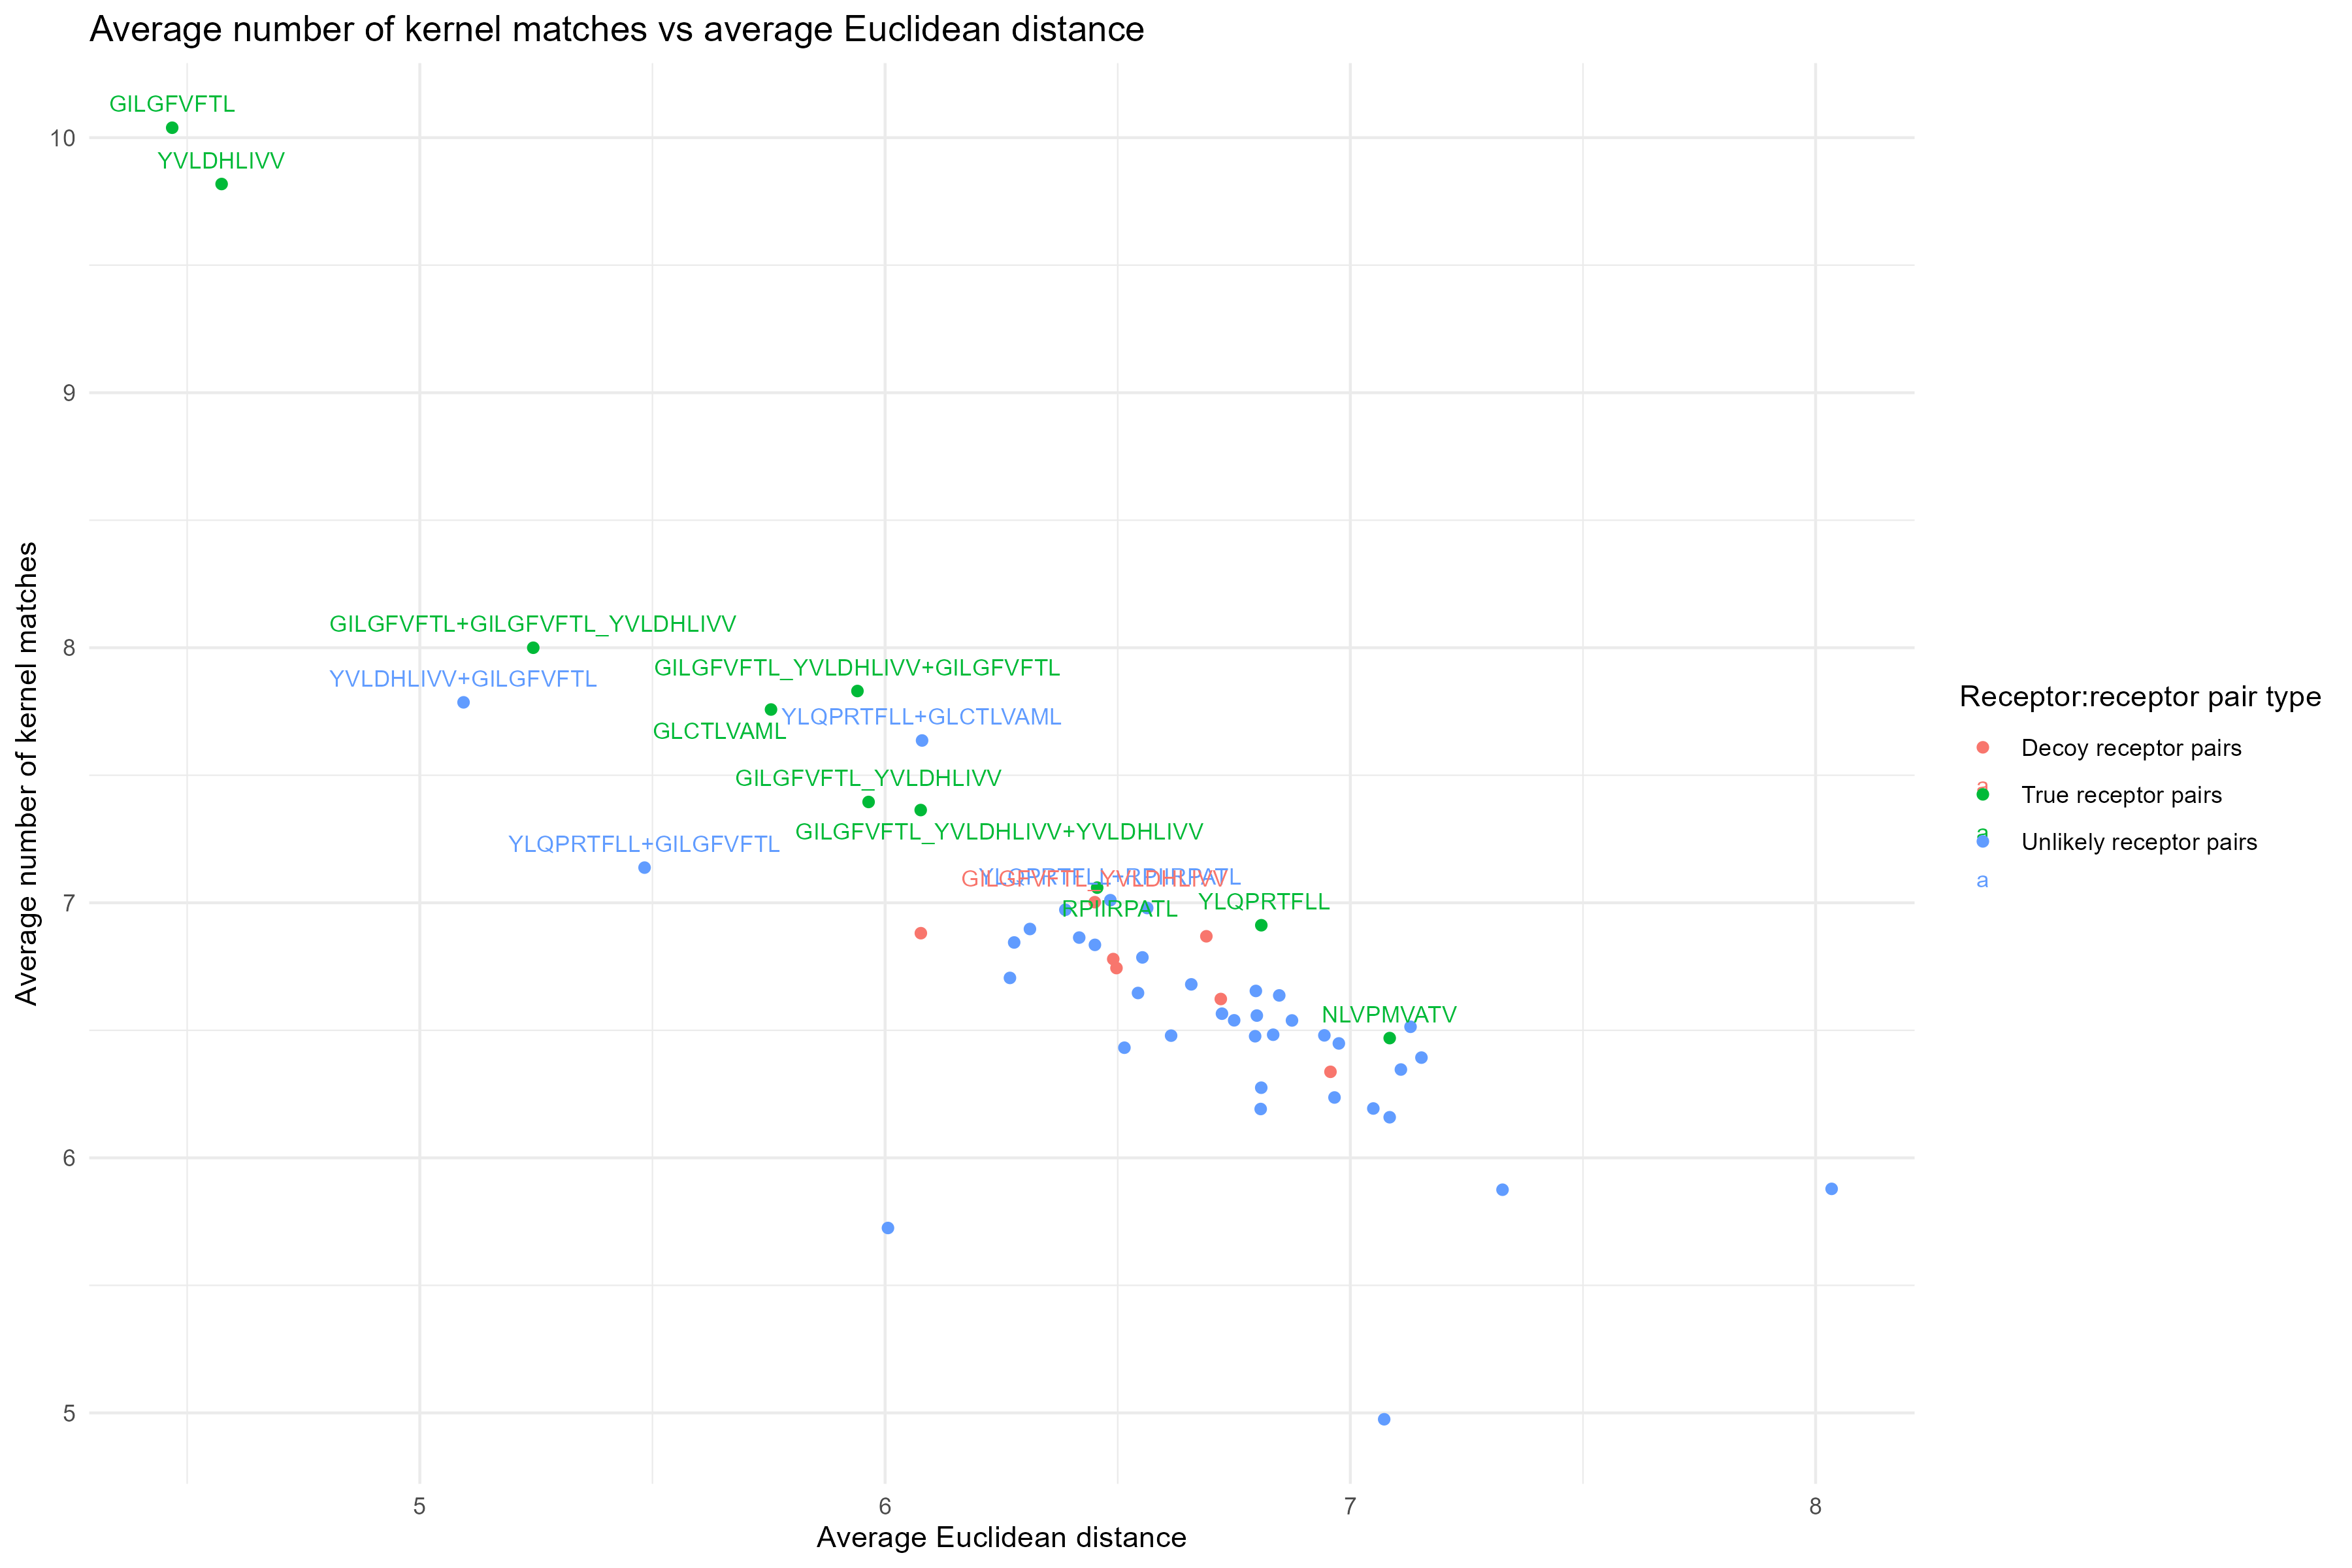 Average number of kernel matches vs average Euclidean distance
GILGFVFTL
10
YVLDHLIVV
9
GILGFVFTL+GILGFVFTL_YVLDHLIVV
8
GILGFVFTL_YVLDHLIVV+GILGFVFTL
YVLDHLIVV+GILGFVFTL
YLQPRTFLL+GLCTLVAML
GLCTLVAML
GILGFVFTL_YVLDHLIVV
GILGFVFTL_YVLDHLIVV+YVLDHLIVV
YLQPRTFLL+GILGFVFTL
YLQPRTFLL+RPIIRPATL
GILGFVFTL_YVLDHLIVV
7
YLQPRTFLL
RPIIRPATL
NLVPMVATV
6
5
5
6
7
8
Average Euclidean distance
Average number of kernel matches
Receptor:receptor pair type
Decoy receptor pairs
a
True receptor pairs
a
Unlikely receptor pairs
a